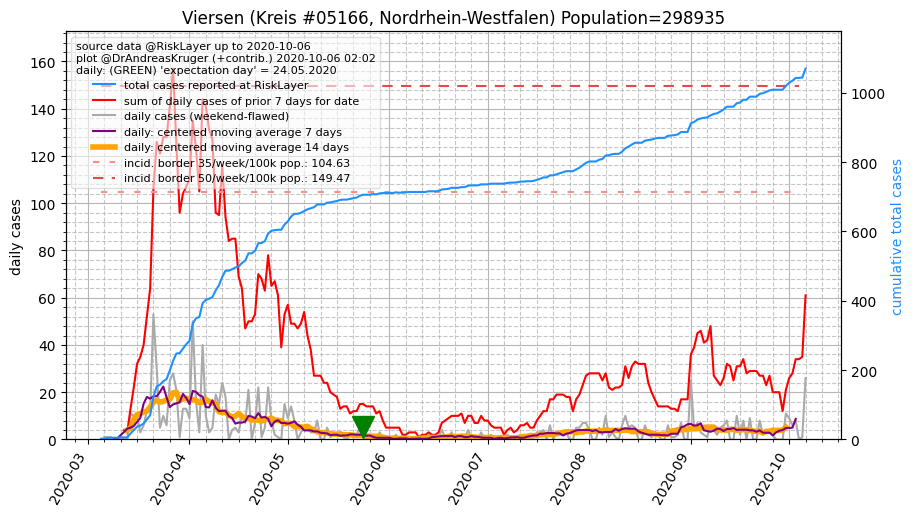 Viersen (Kreis #05166, Nordrhein-Westfalen) Population=298935
source data @RiskLayer up to 2020-10-06
plot @DrAndreasKruger (+contrib.) 2020-10-06 02:02
daily: (GREEN) 'expectation day' = 24.05.2020
total cases reported at RiskLayer
sum of daily cases of prior 7 days for date
daily cases (weekend-flawed)
daily: centered moving average 7 days
daily: centered moving average 14 days
incid. border 35/week/100k pop.: 104.63
incid. border 50/week/100k pop.: 149.47
daily cases
160
140
120
100
80
60
40
20
0
cumulative total cases
1000
800
600
400
200
0
2020-03
2020-04
2020-05
2020-06
2020-07
2020-08
2020-09
2020-10